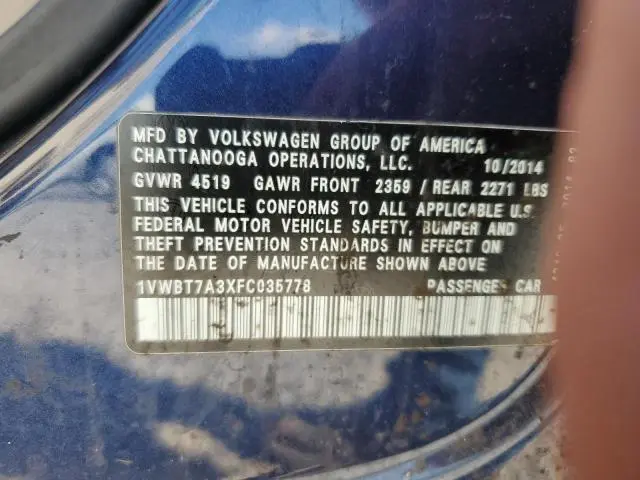 MFD BY VOLKSWAGEN GROUP OF AMERICA
CHATTANOOGA OPERATIONS, LLC. 10/2014
GVWR 4519 GAWR FRONT 2359 / REAR 2271 LBS
THIS VEHICLE CONFORMS TO ALL APPLICABLE U.S.
FEDERAL MOTOR VEHICLE SAFETY, BUMPER AND
THEFT PREVENTION STANDARDS IN EFFECT ON
THE DATE OF MANUFACTURE SHOWN ABOVE
1VWBT7A3XFC035778 PASSENGER CAR